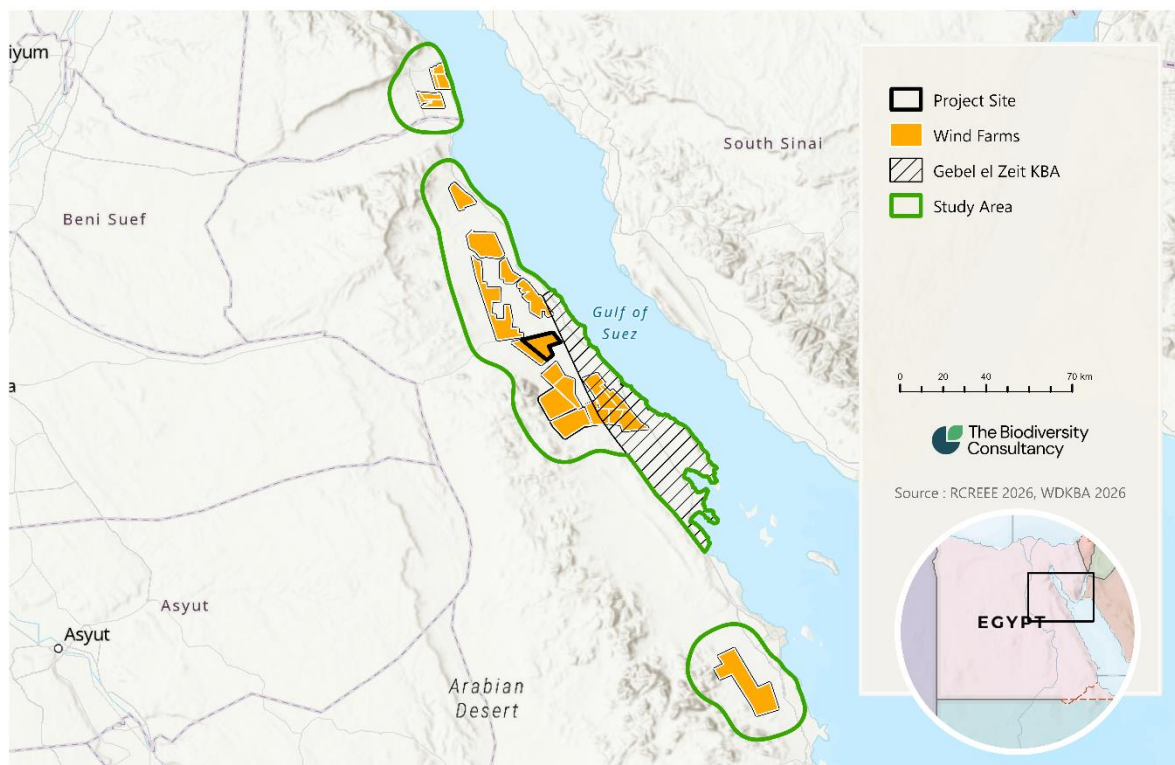 iyum
Beni Suef
South Sinai
Gulf of
Suez
a
Asyut
Asyut
Arabian
Desert
Project Site
Wind Farms
Gebel el Zeit KBA
Study Area
0 20 40 70 km
The Biodiversity
Consultancy
Source : RCREEE 2026, WDKBA 2026
EGYPT